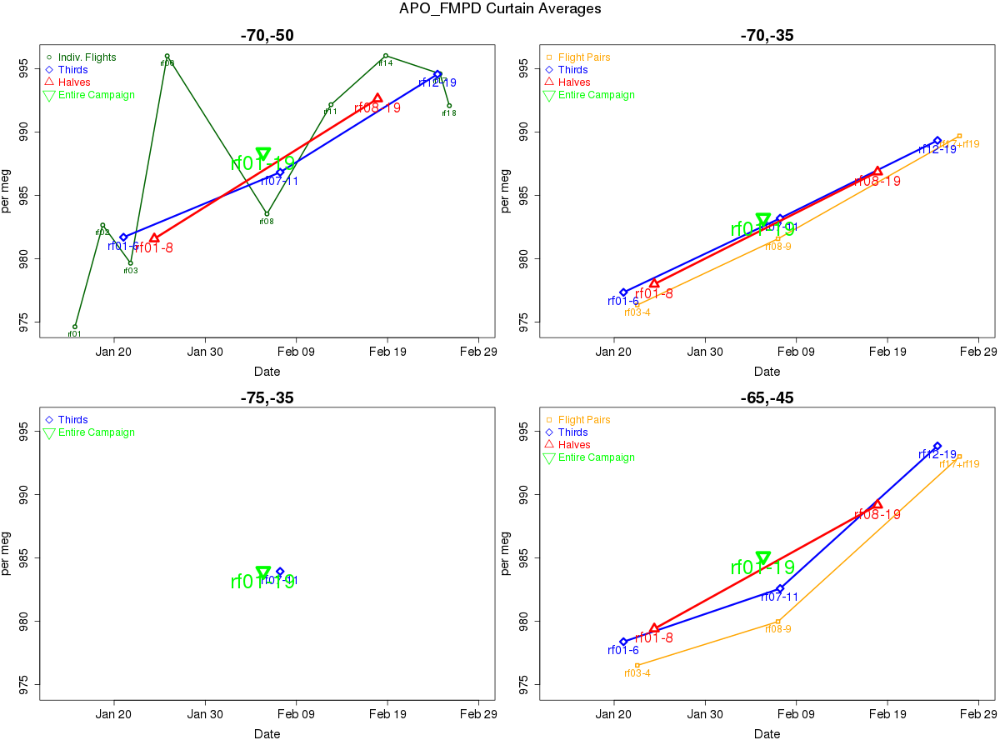 APO_FMPD Curtain Averages
-70,-50
Indiv. Flights
Thirds
Halves
Entire Campaign
995
990
985
980
975
per meg
rf01
rf02
rf03
rf06
rf08
rf11
rf14
rf18
rf01-6
rf07-11
rf12-19
rf01-8
rf08-19
rf01-19
Jan 20
Jan 30
Feb 09
Feb 19
Feb 29
Date
-70,-35
Flight Pairs
Thirds
Halves
Entire Campaign
995
990
985
980
975
per meg
rf03-4
rf08-9
rf17+rf19
rf01-6
rf07-11
rf12-19
rf01-8
rf08-19
rf01-19
Jan 20
Jan 30
Feb 09
Feb 19
Feb 29
Date
-75,-35
Thirds
Entire Campaign
995
990
985
980
975
per meg
rf07-11
rf01-19
Jan 20
Jan 30
Feb 09
Feb 19
Feb 29
Date
-65,-45
Flight Pairs
Thirds
Halves
Entire Campaign
995
990
985
980
975
per meg
rf03-4
rf08-9
rf17+rf19
rf01-6
rf07-11
rf12-19
rf01-8
rf08-19
rf01-19
Jan 20
Jan 30
Feb 09
Feb 19
Feb 29
Date